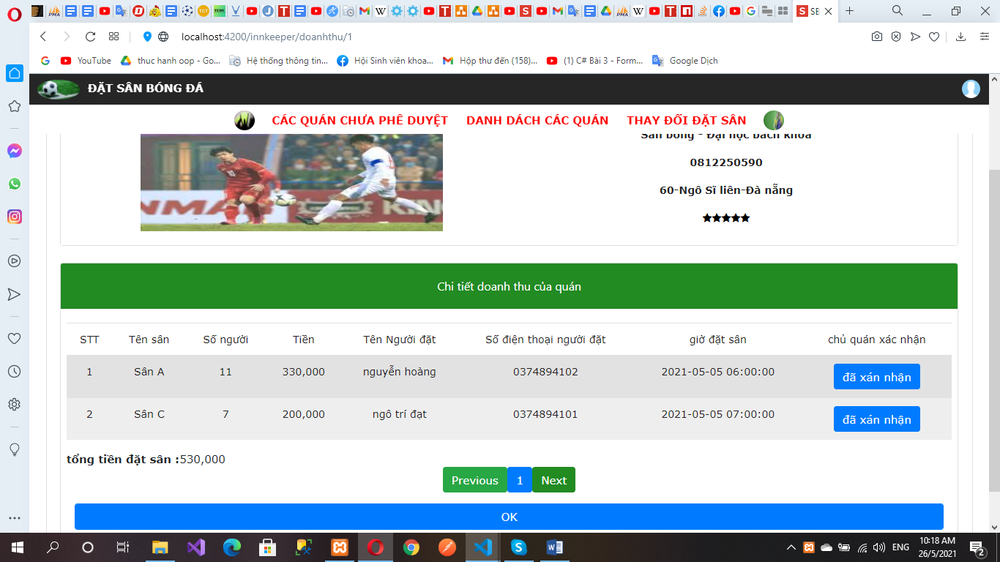 SE
localhost:4200/innkeeper/doanhthu/1
YouTube thuc hanh oop - Go... Hệ thống thông tin... Hội Sinh viên khoa... Hộp thư đến (158)... (1) C# Bài 3 - Form... Google Dịch
ĐẶT SÂN BÓNG ĐÁ
CÁC QUÁN CHƯA PHÊ DUYỆT DANH DÁCH CÁC QUÁN THAY ĐỔI ĐẶT SÂN
Sân bóng - Đại học bách khoa
0812250590
60-Ngô Sĩ liên-Đà nẵng
Chi tiết doanh thu của quán
STT Tên sân Số người Tiền Tên Người đặt Số điện thoại người đặt giờ đặt sân chủ quán xác nhận
1 Sân A 11 330,000 nguyễn hoàng 0374894102 2021-05-05 06:00:00 đã xán nhận
2 Sân C 7 200,000 ngô trí đạt 0374894101 2021-05-05 07:00:00 đã xán nhận
tổng tiền đặt sân :530,000
Previous 1 Next
OK
ENG 10:18 AM
26/5/2021
2